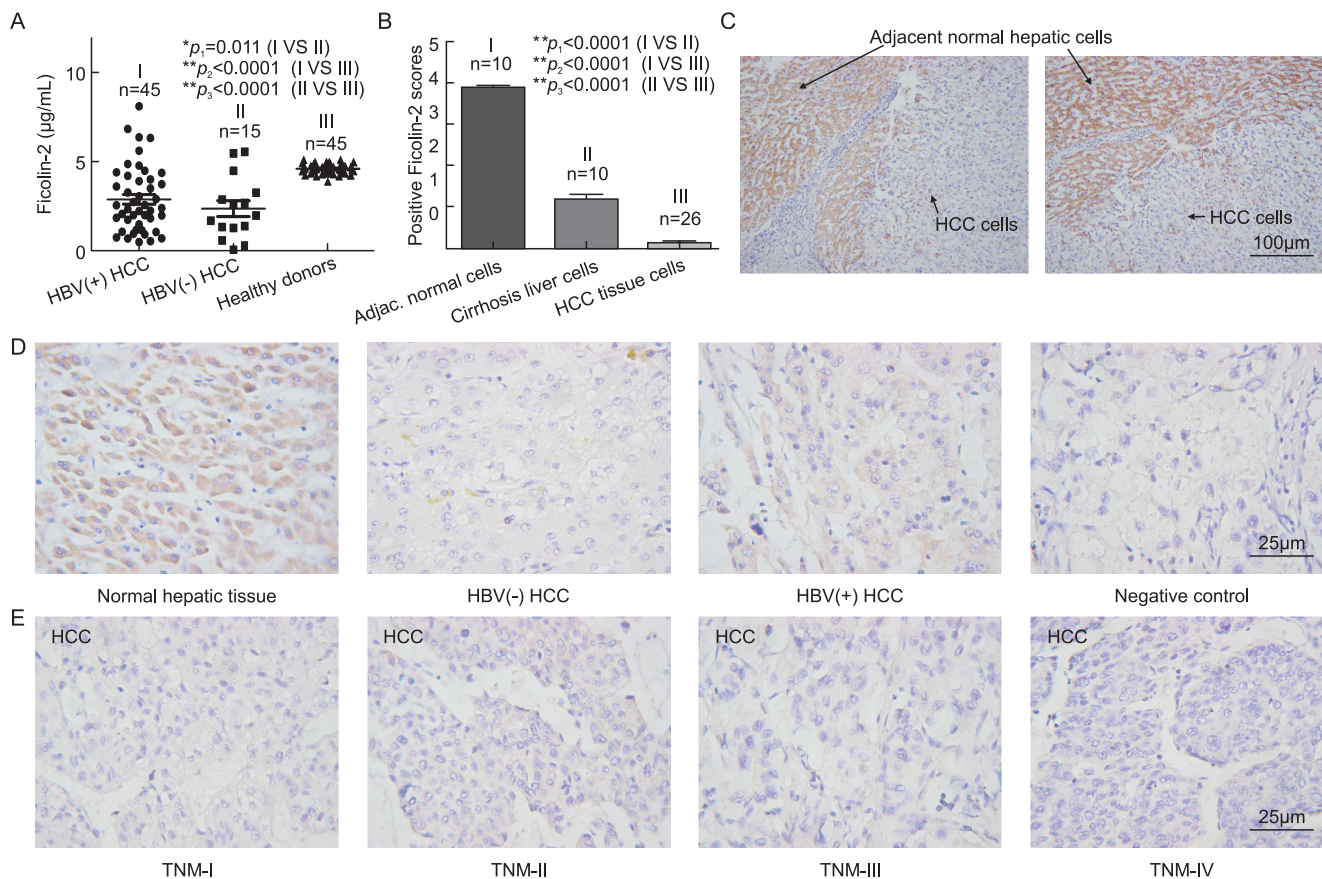 A
*p1=0.011 (I VS II)
**p2<0.0001 (I VS III)
**p3<0.0001 (II VS III)
Ficolin-2 (μg/mL)
10
5
0
I
n=45
II
n=15
III
n=45
HBV(+) HCC
HBV(-) HCC
Healthy donors
B
**p1<0.0001 (I VS II)
**p2<0.0001 (I VS III)
**p3<0.0001 (II VS III)
Positive Ficolin-2 scores
5
4
3
2
1
0
I
n=10
II
n=10
III
n=26
Adjac. normal cells
Cirrhosis liver cells
HCC tissue cells
C
Adjacent normal hepatic cells
HCC cells
HCC cells
100μm
D
25μm
Normal hepatic tissue
HBV(-) HCC
HBV(+) HCC
Negative control
E
HCC
HCC
HCC
HCC
25μm
TNM-I
TNM-II
TNM-III
TNM-IV